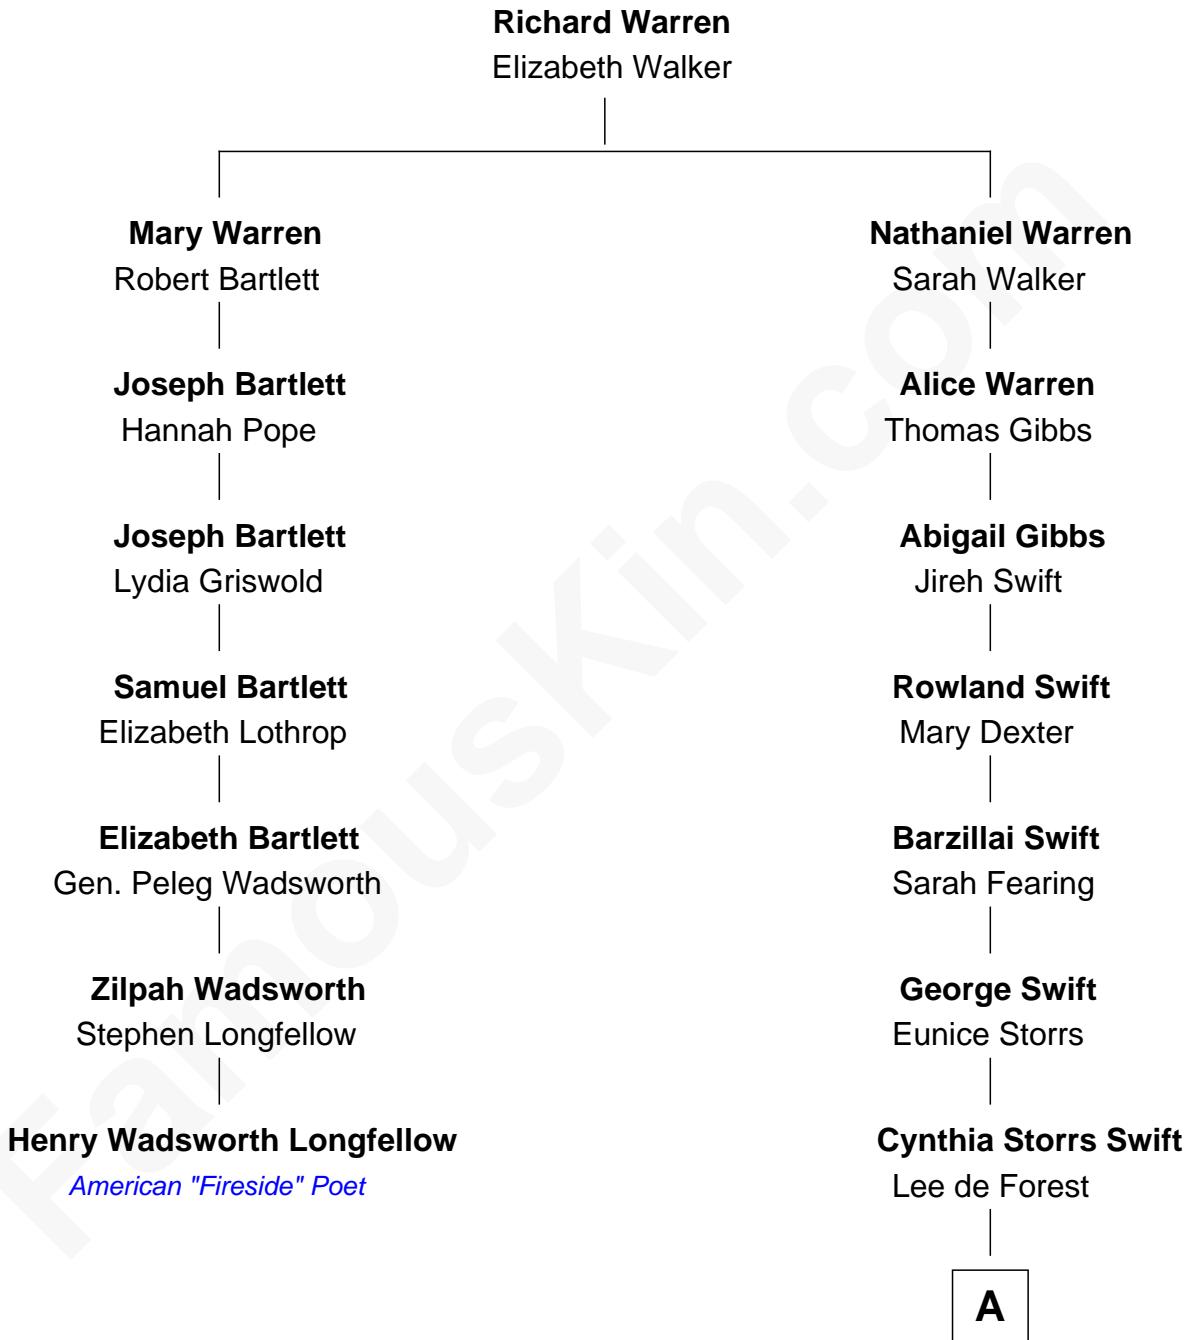 Richard Warren
Elizabeth Walker
Mary Warren
Robert Bartlett
Nathaniel Warren
Sarah Walker
Joseph Bartlett
Hannah Pope
Alice Warren
Thomas Gibbs
Joseph Bartlett
Lydia Griswold
Abigail Gibbs
Jireh Swift
Samuel Bartlett
Elizabeth Lothrop
Rowland Swift
Mary Dexter
Elizabeth Bartlett
Gen. Peleg Wadsworth
Barzillai Swift
Sarah Fearing
Zilpah Wadsworth
Stephen Longfellow
George Swift
Eunice Storrs
Henry Wadsworth Longfellow
American "Fireside" Poet
Cynthia Storrs Swift
Lee de Forest
A
FamousKin.com